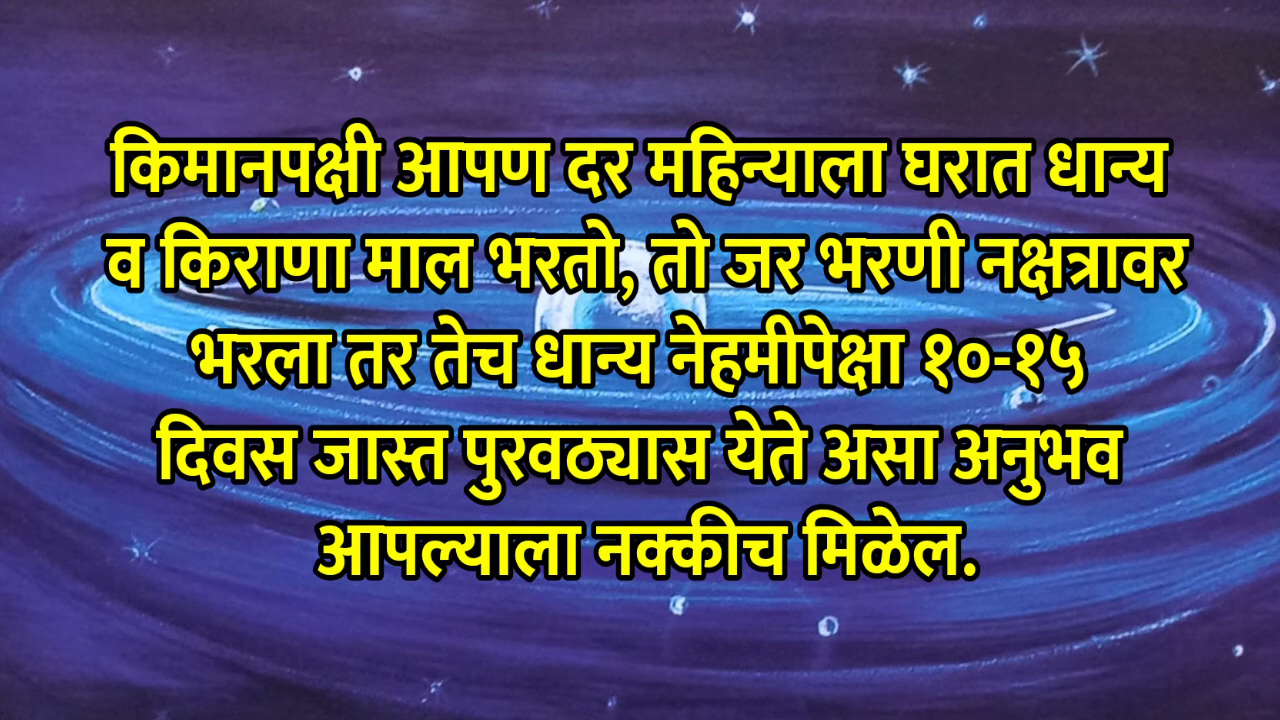 किमानपक्षी आपण दर महिन्याला घरात धान्य
व किराणा माल भरतो, तो जर भरणी नक्षत्रावर
भरला तर तेच धान्य नेहमीपेक्षा १०-१५
दिवस जास्त पुरवठ्यास येते असा अनुभव
आपल्याला नक्कीच मिळेल.